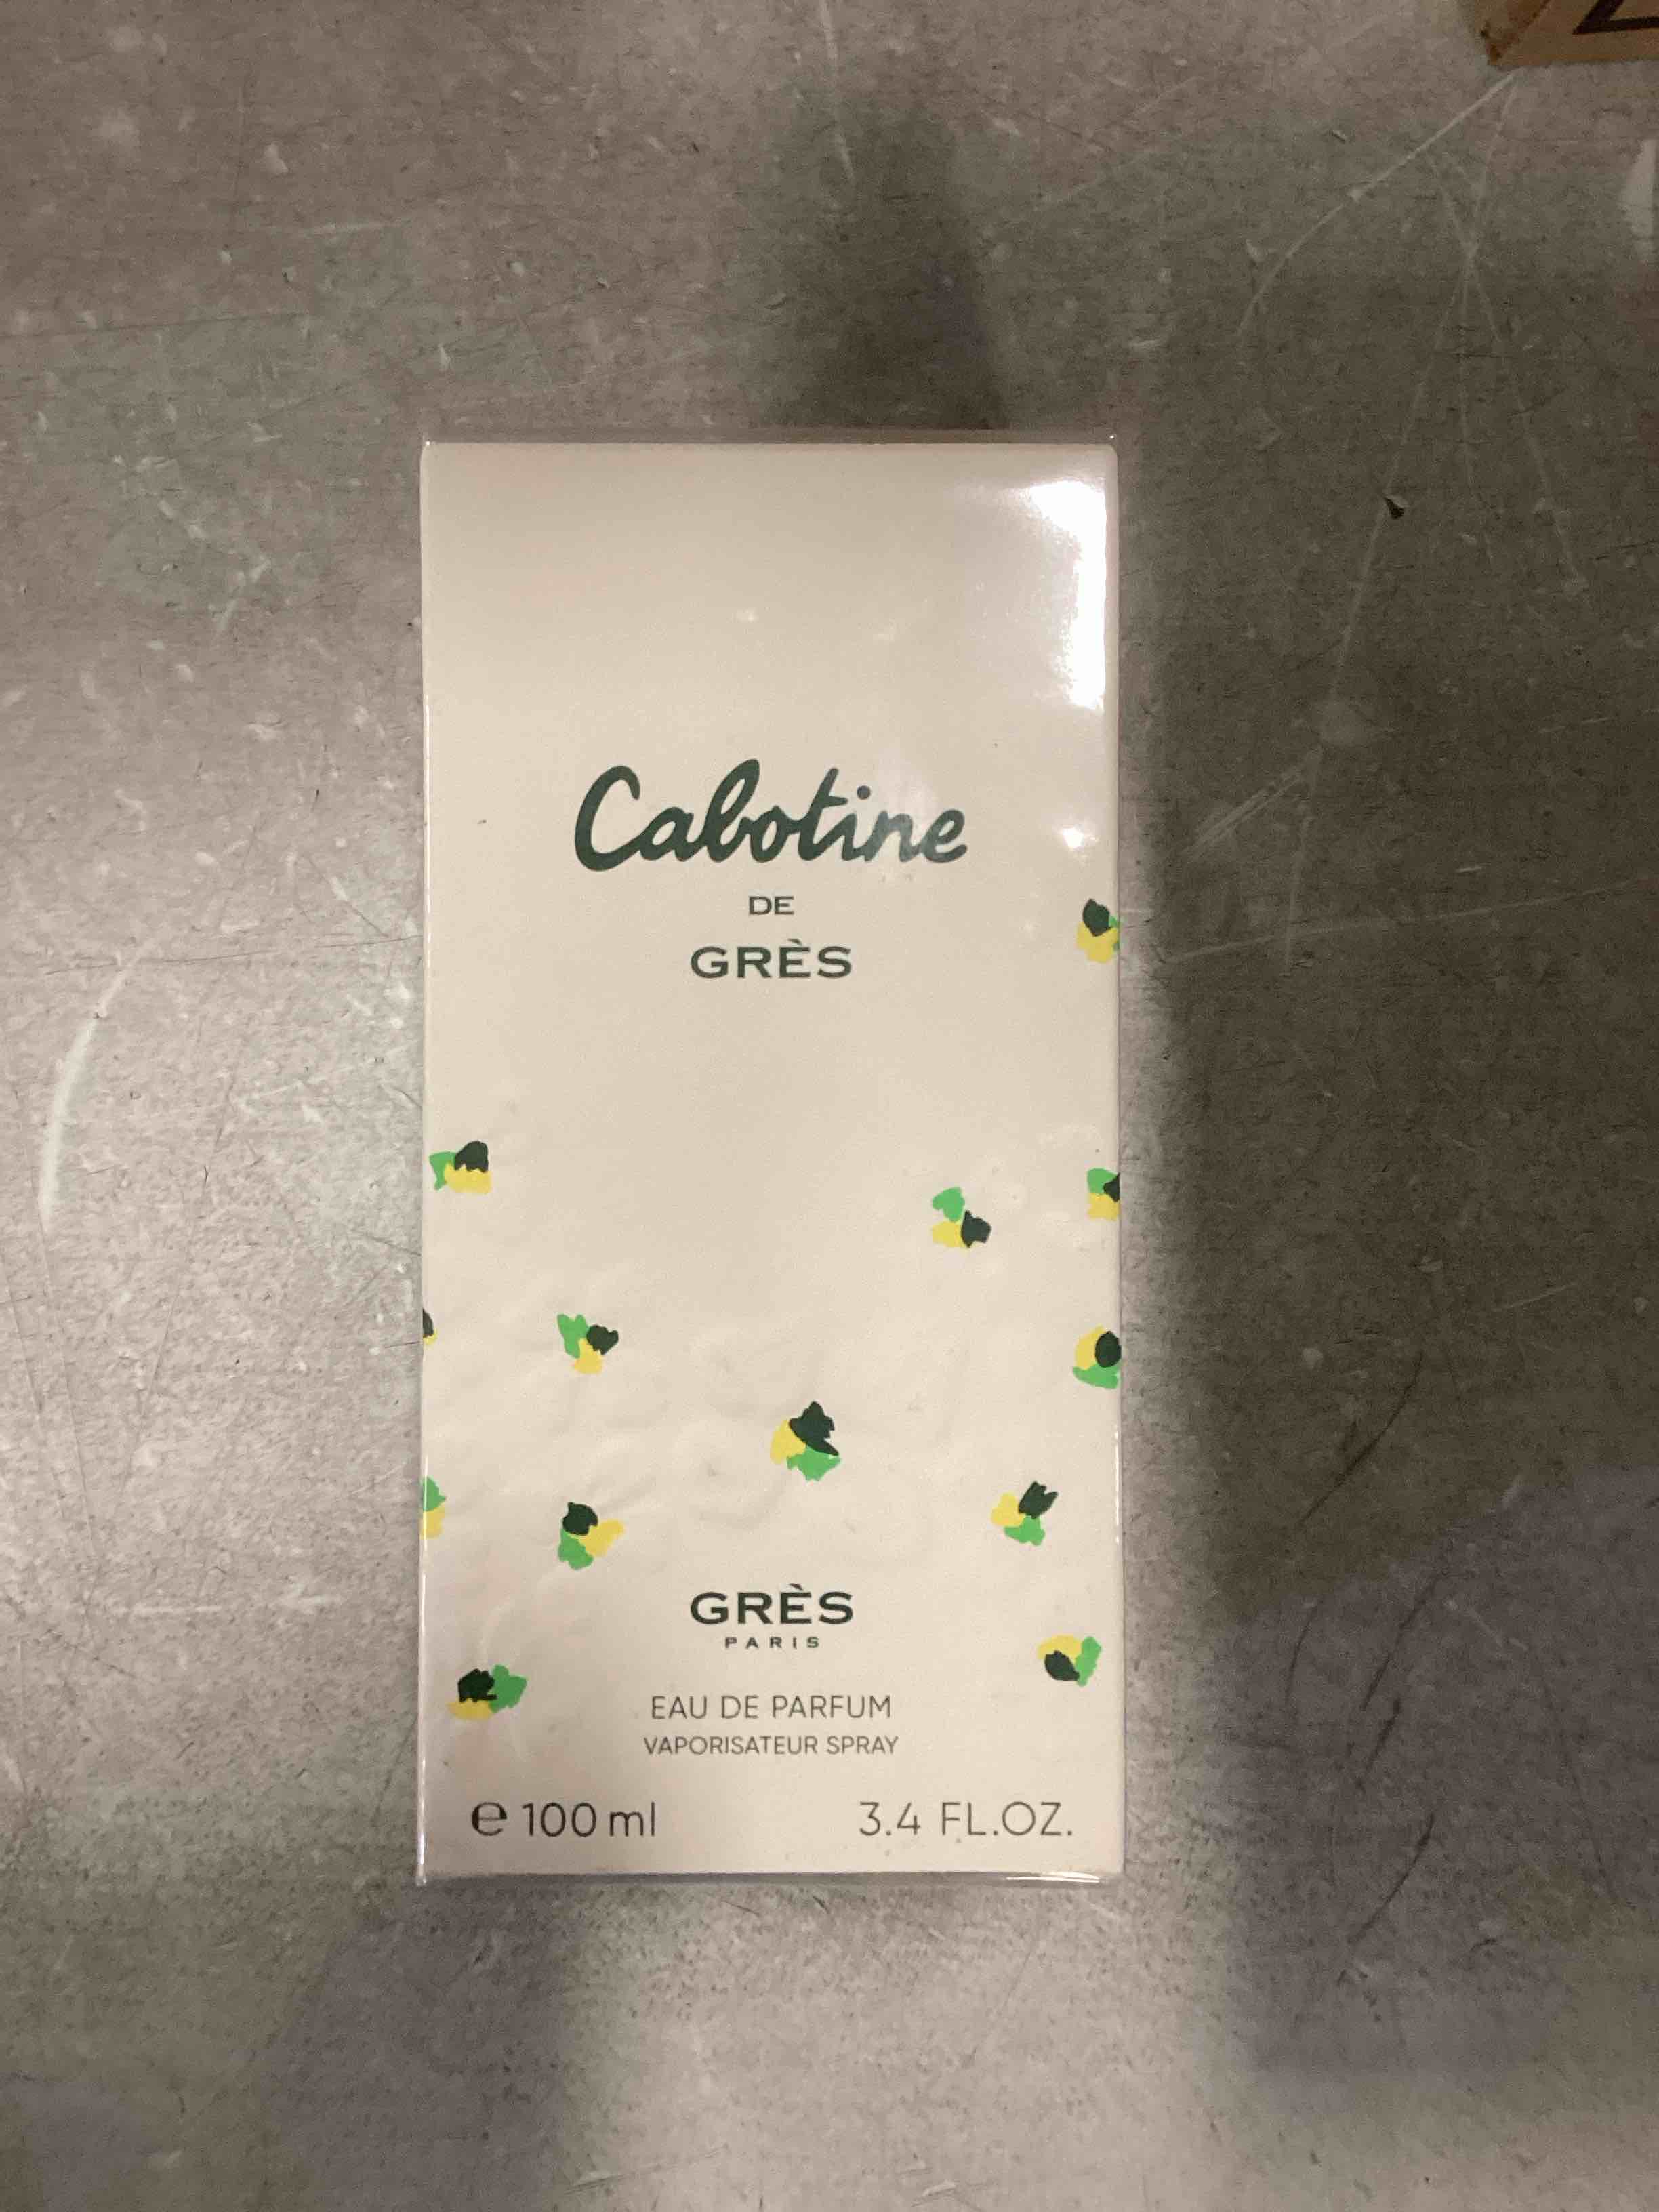 Cabotine
DE
GRÈS
GRÈS
PARIS
EAU DE PARFUM
VAPORISATEUR SPRAY
℮ 100 ml 3.4 FL.OZ.